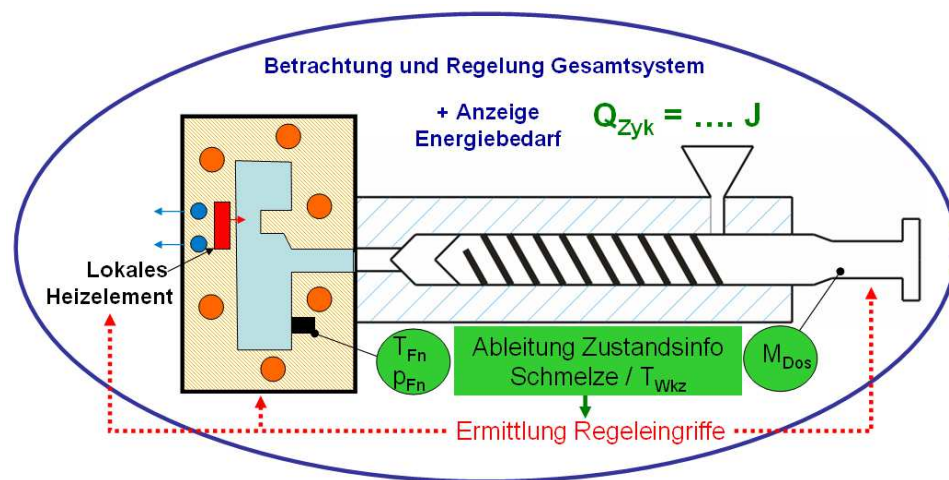 Betrachtung und Regelung Gesamtsystem
+ Anzeige
Energiebedarf
Q_Zyk = .... J
Lokales
Heizelement
T_Fn
p_Fn
Ableitung Zustandsinfo
Schmelze / T_Wkz
M_Dos
Ermittlung Regeleingriffe